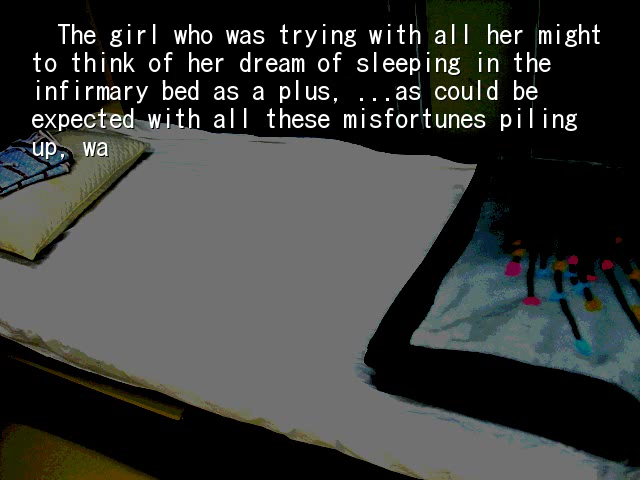 The girl who was trying with all her might
to think of her dream of sleeping in the
infirmary bed as a plus, ...as could be
expected with all these misfortunes piling
up, wa